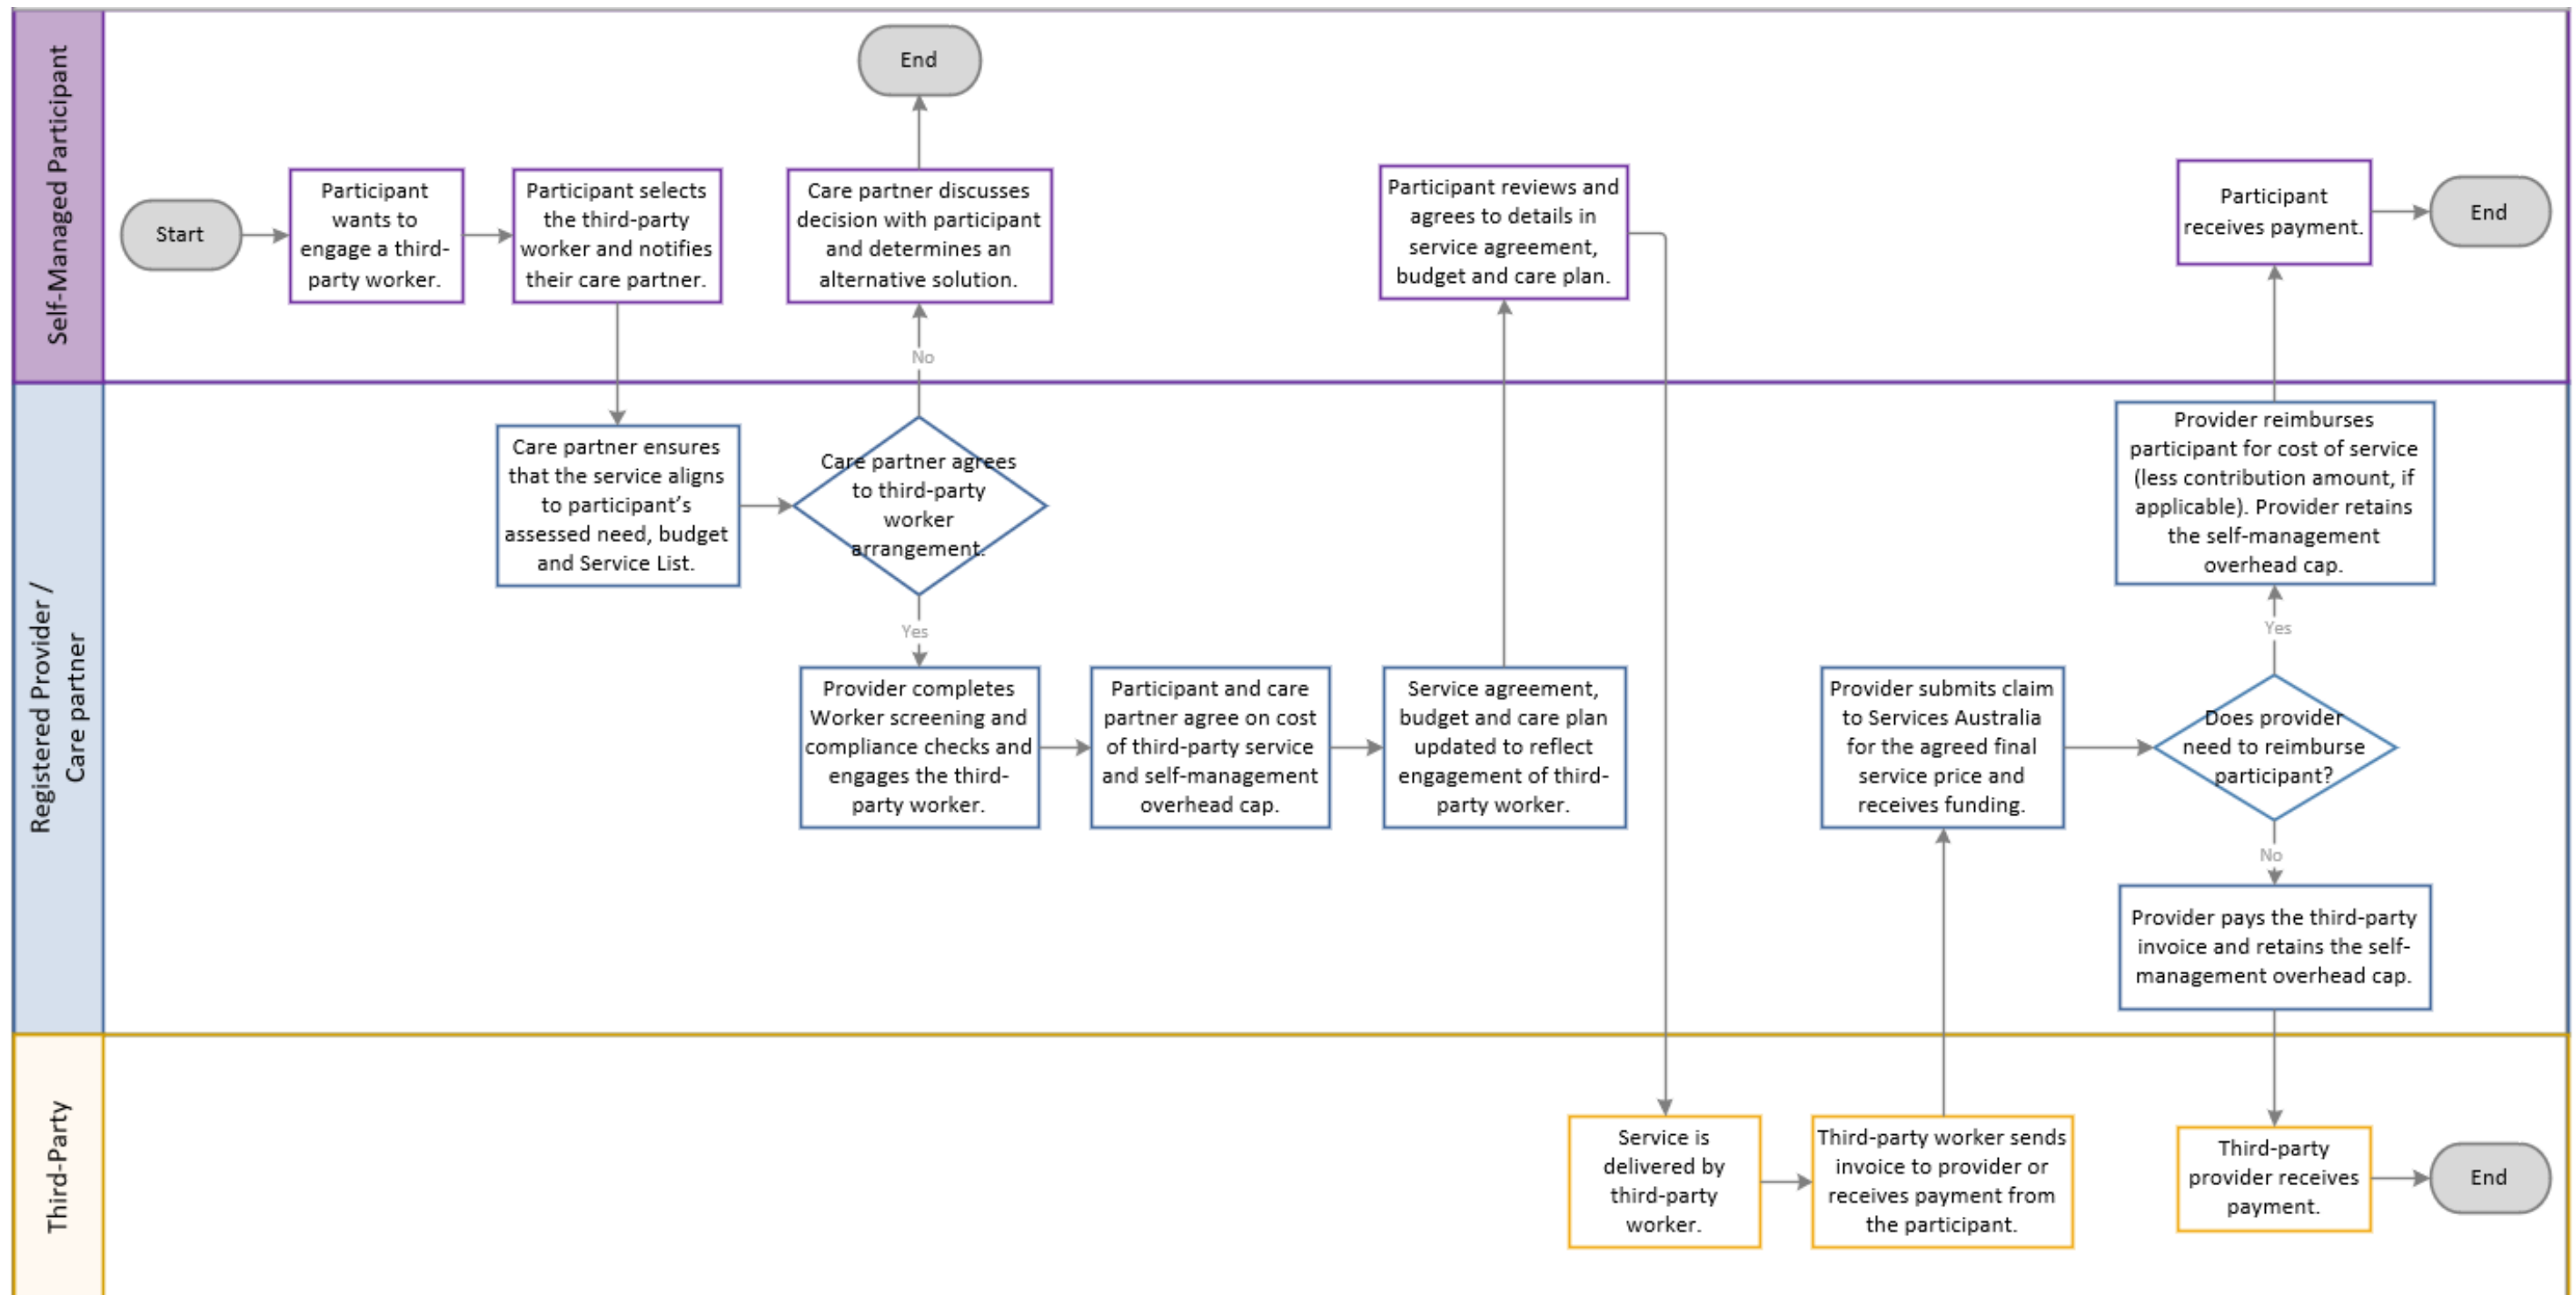 Self-Managed Participant
Start
Participant
wants to
engage a third-
party worker.
Participant selects
the third-party
worker and notifies
their care partner.
End
Care partner discusses
decision with participant
and determines an
alternative solution.
No
Participant reviews and
agrees to details in
service agreement,
budget and care plan.
Participant
receives payment.
End
Registered Provider /
Care partner
Care partner ensures
that the service aligns
to participant’s
assessed need, budget
and Service List.
Care partner agrees
to third-party
worker
arrangement.
Yes
Provider completes
Worker screening and
compliance checks and
engages the third-
party worker.
Participant and care
partner agree on cost
of third-party service
and self-management
overhead cap.
Service agreement,
budget and care plan
updated to reflect
engagement of third-
party worker.
Provider submits claim
to Services Australia
for the agreed final
service price and
receives funding.
Provider reimburses
participant for cost of service
(less contribution amount, if
applicable). Provider retains
the self-management
overhead cap.
Yes
Does provider
need to reimburse
participant?
No
Provider pays the third-party
invoice and retains the self-
management overhead cap.
Third-Party
Service is
delivered by
third-party
worker.
Third-party worker sends
invoice to provider or
receives payment from
the participant.
Third-party
provider receives
payment.
End